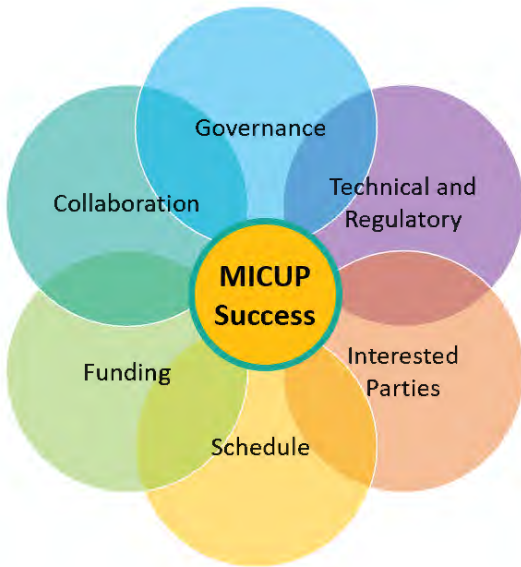 Governance
Technical and
Regulatory
Collaboration
MICUP
Success
Interested
Parties
Funding
Schedule